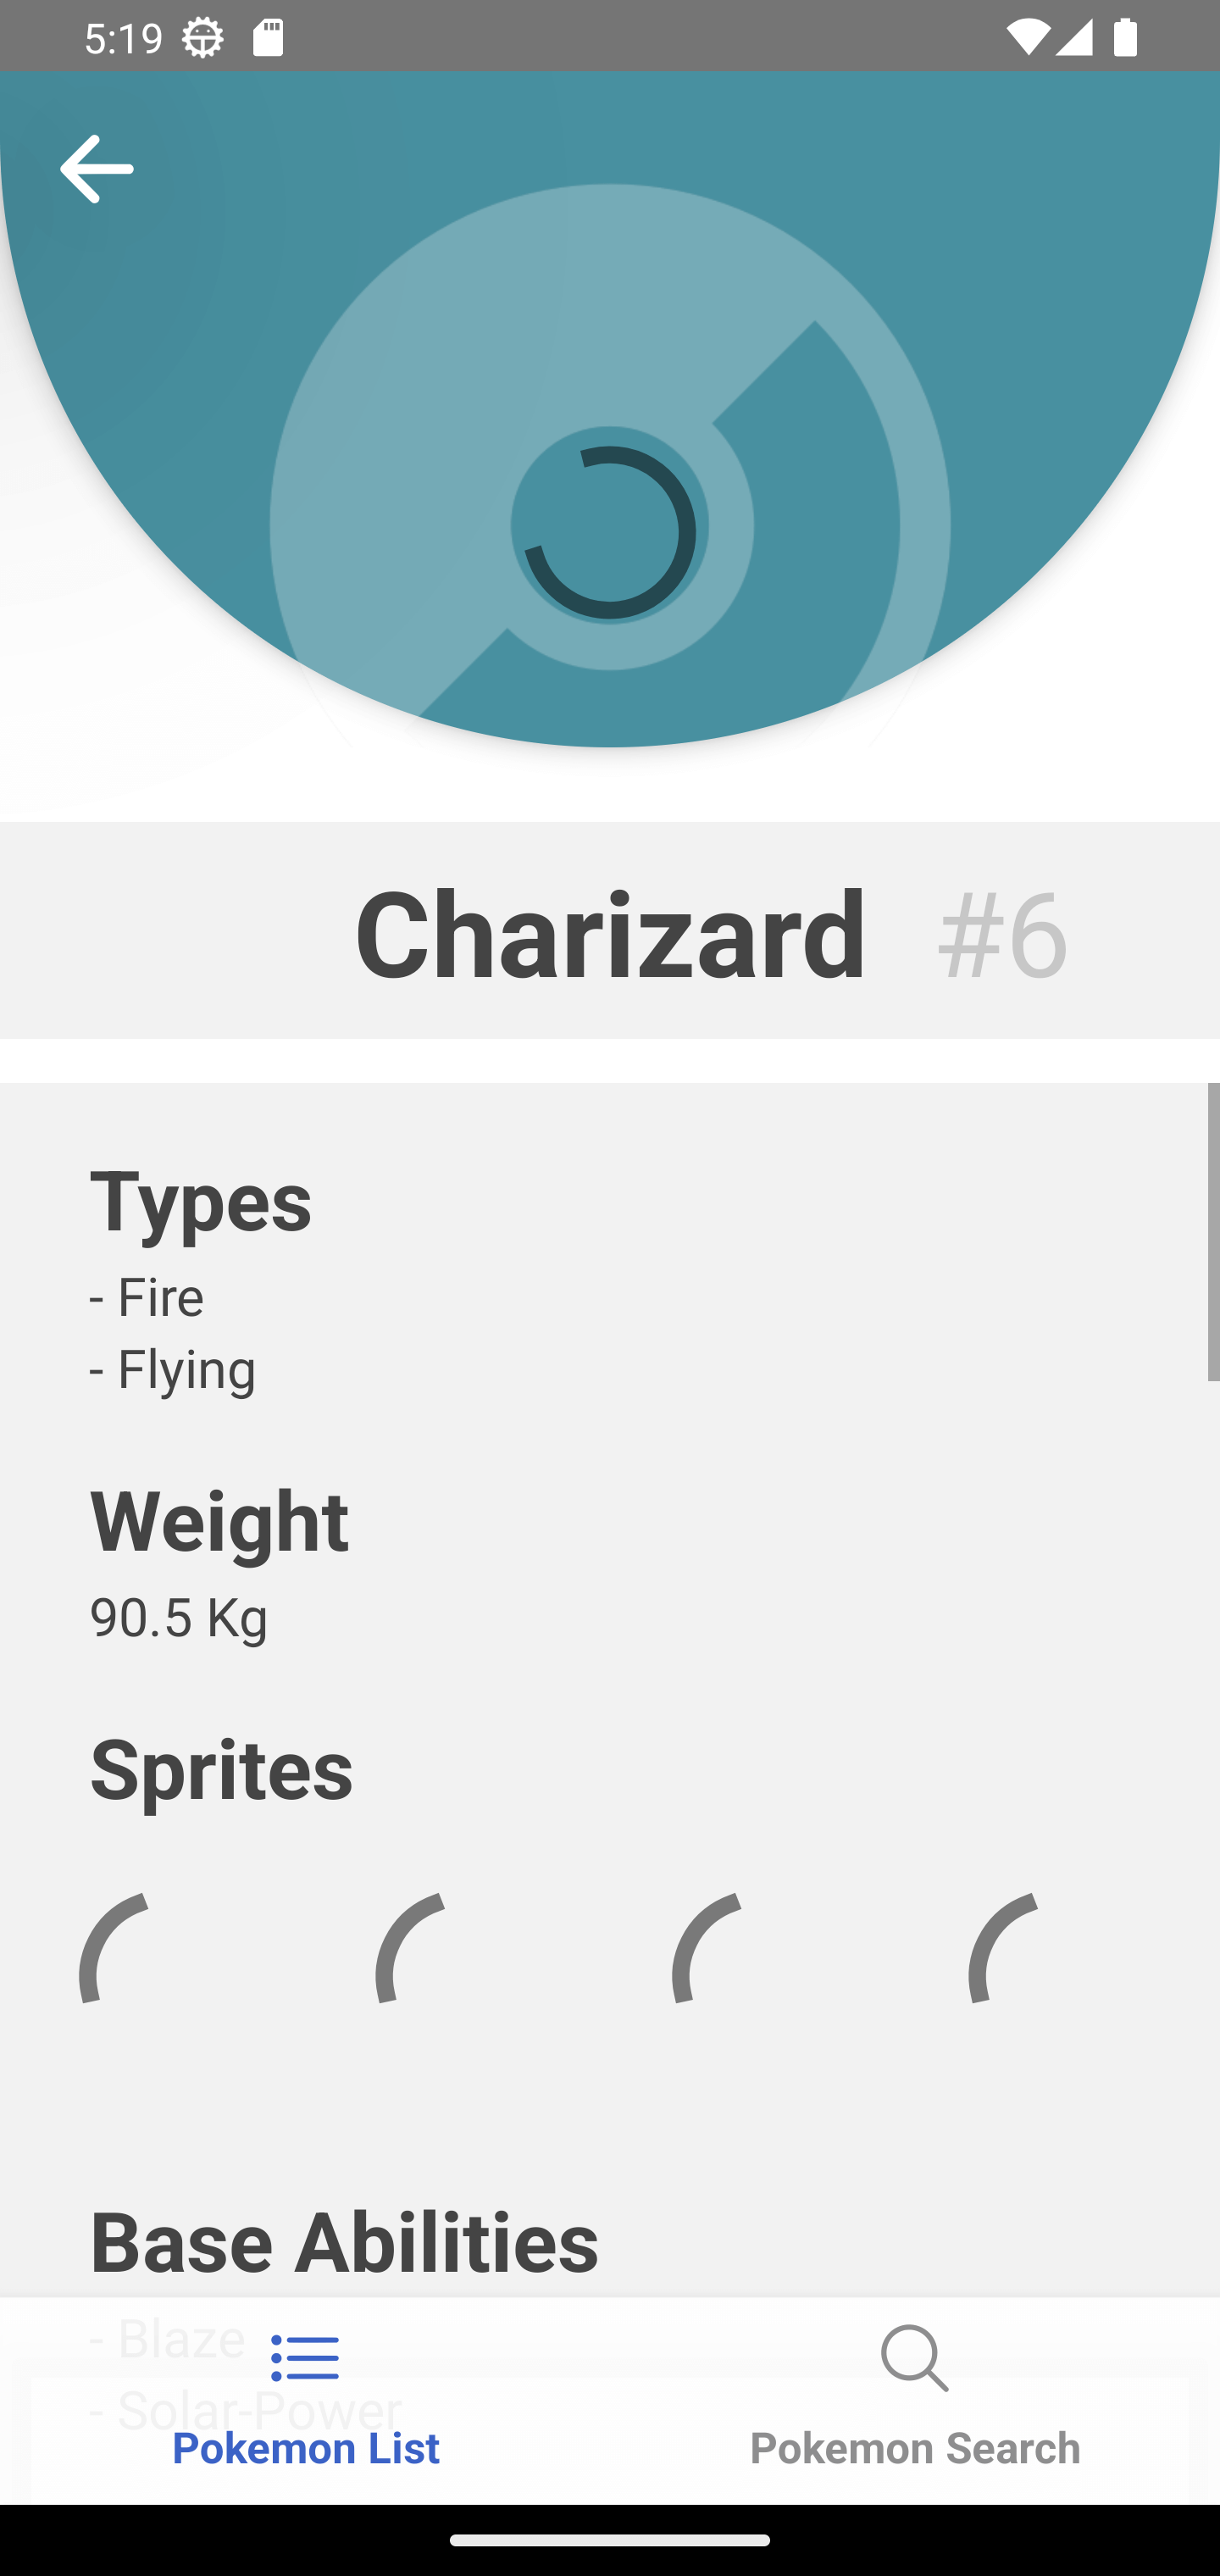 5:19
Charizard #6
Types
- Fire
- Flying
Weight
90.5 Kg
Sprites
Base Abilities
- Blaze
- Solar-Power
Pokemon List
Pokemon Search